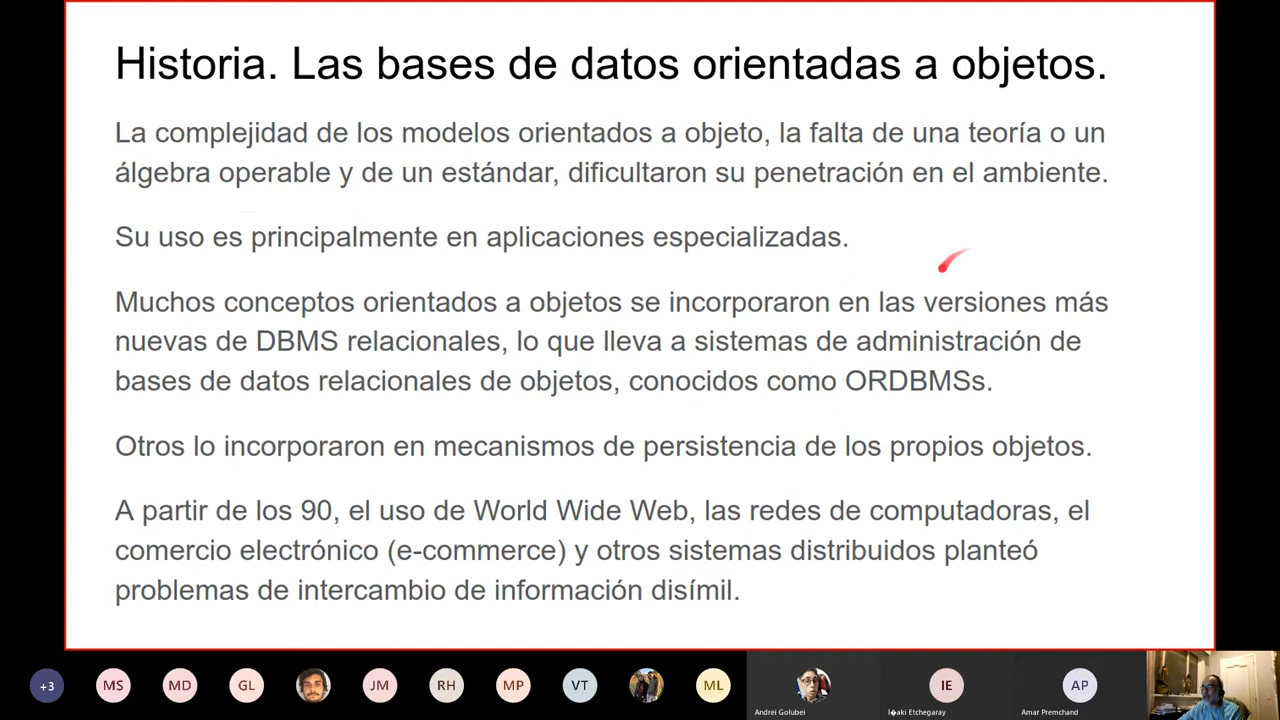 Historia. Las bases de datos orientadas a objetos.
La complejidad de los modelos orientados a objeto, la falta de una teoría o un
álgebra operable y de un estándar, dificultaron su penetración en el ambiente.
Su uso es principalmente en aplicaciones especializadas.
Muchos conceptos orientados a objetos se incorporaron en las versiones más
nuevas de DBMS relacionales, lo que lleva a sistemas de administración de
bases de datos relacionales de objetos, conocidos como ORDBMSs.
Otros lo incorporaron en mecanismos de persistencia de los propios objetos.
A partir de los 90, el uso de World Wide Web, las redes de computadoras, el
comercio electrónico (e-commerce) y otros sistemas distribuidos planteó
problemas de intercambio de información disímil.
+3 MS MD GL JM RH MP VT ML IE AP
Andrei Golubei I�aki Etchegaray Amar Premchand